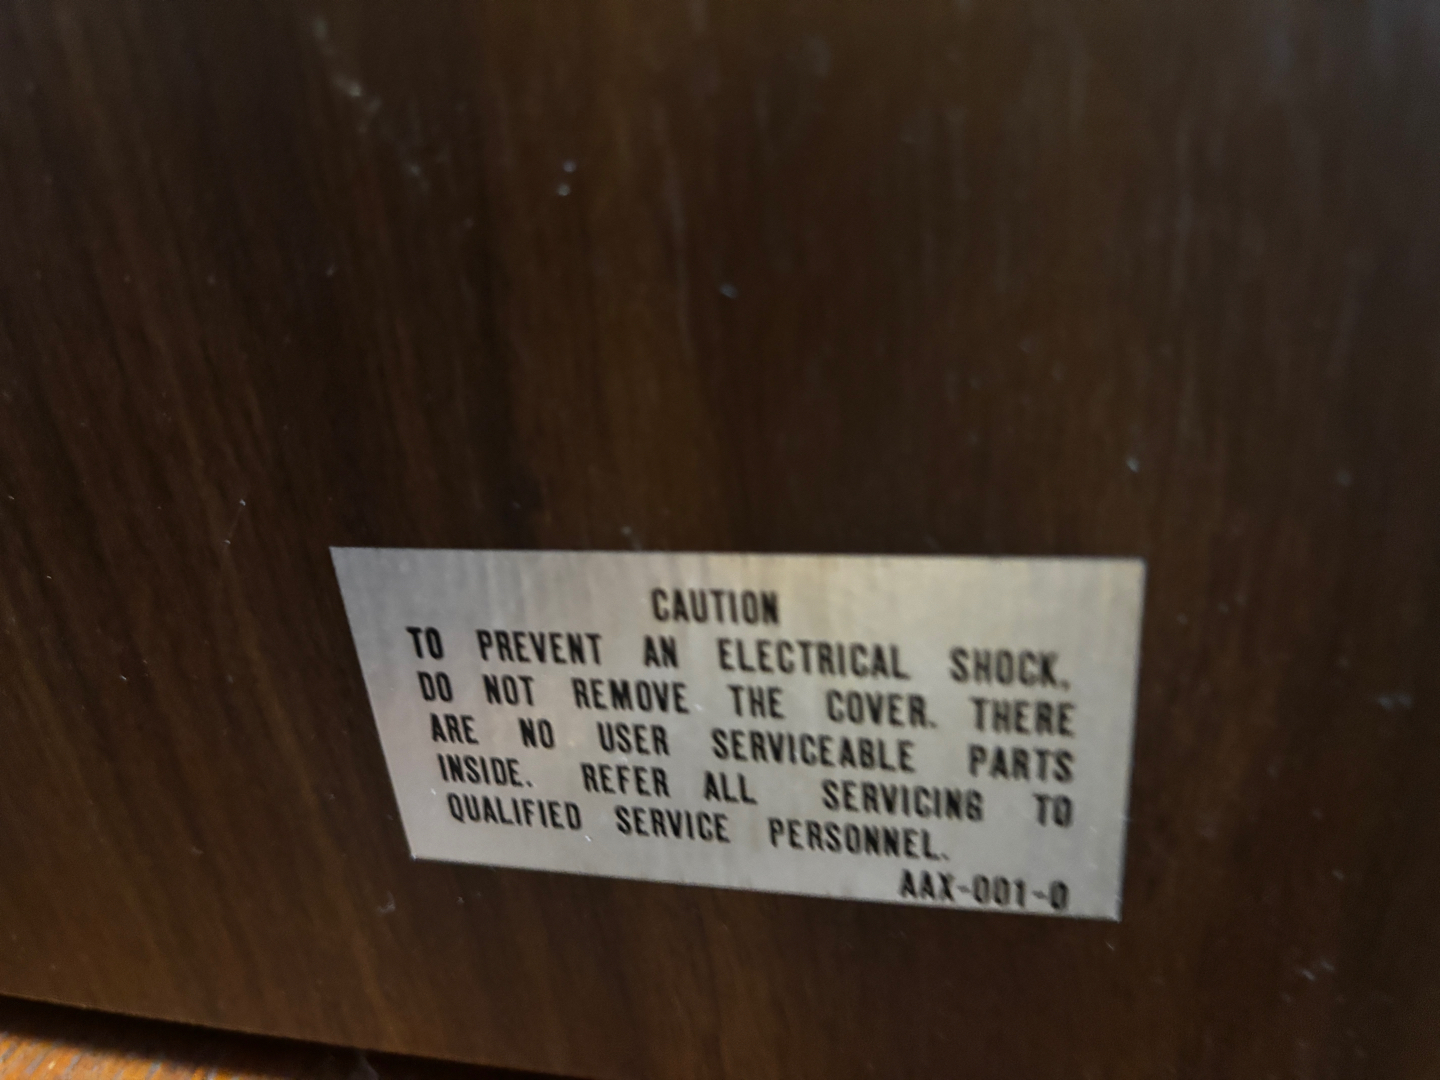 CAUTION
TO PREVENT AN ELECTRICAL SHOCK,
DO NOT REMOVE THE COVER. THERE
ARE NO USER SERVICEABLE PARTS
INSIDE. REFER ALL SERVICING TO
QUALIFIED SERVICE PERSONNEL.
AAX-001-0